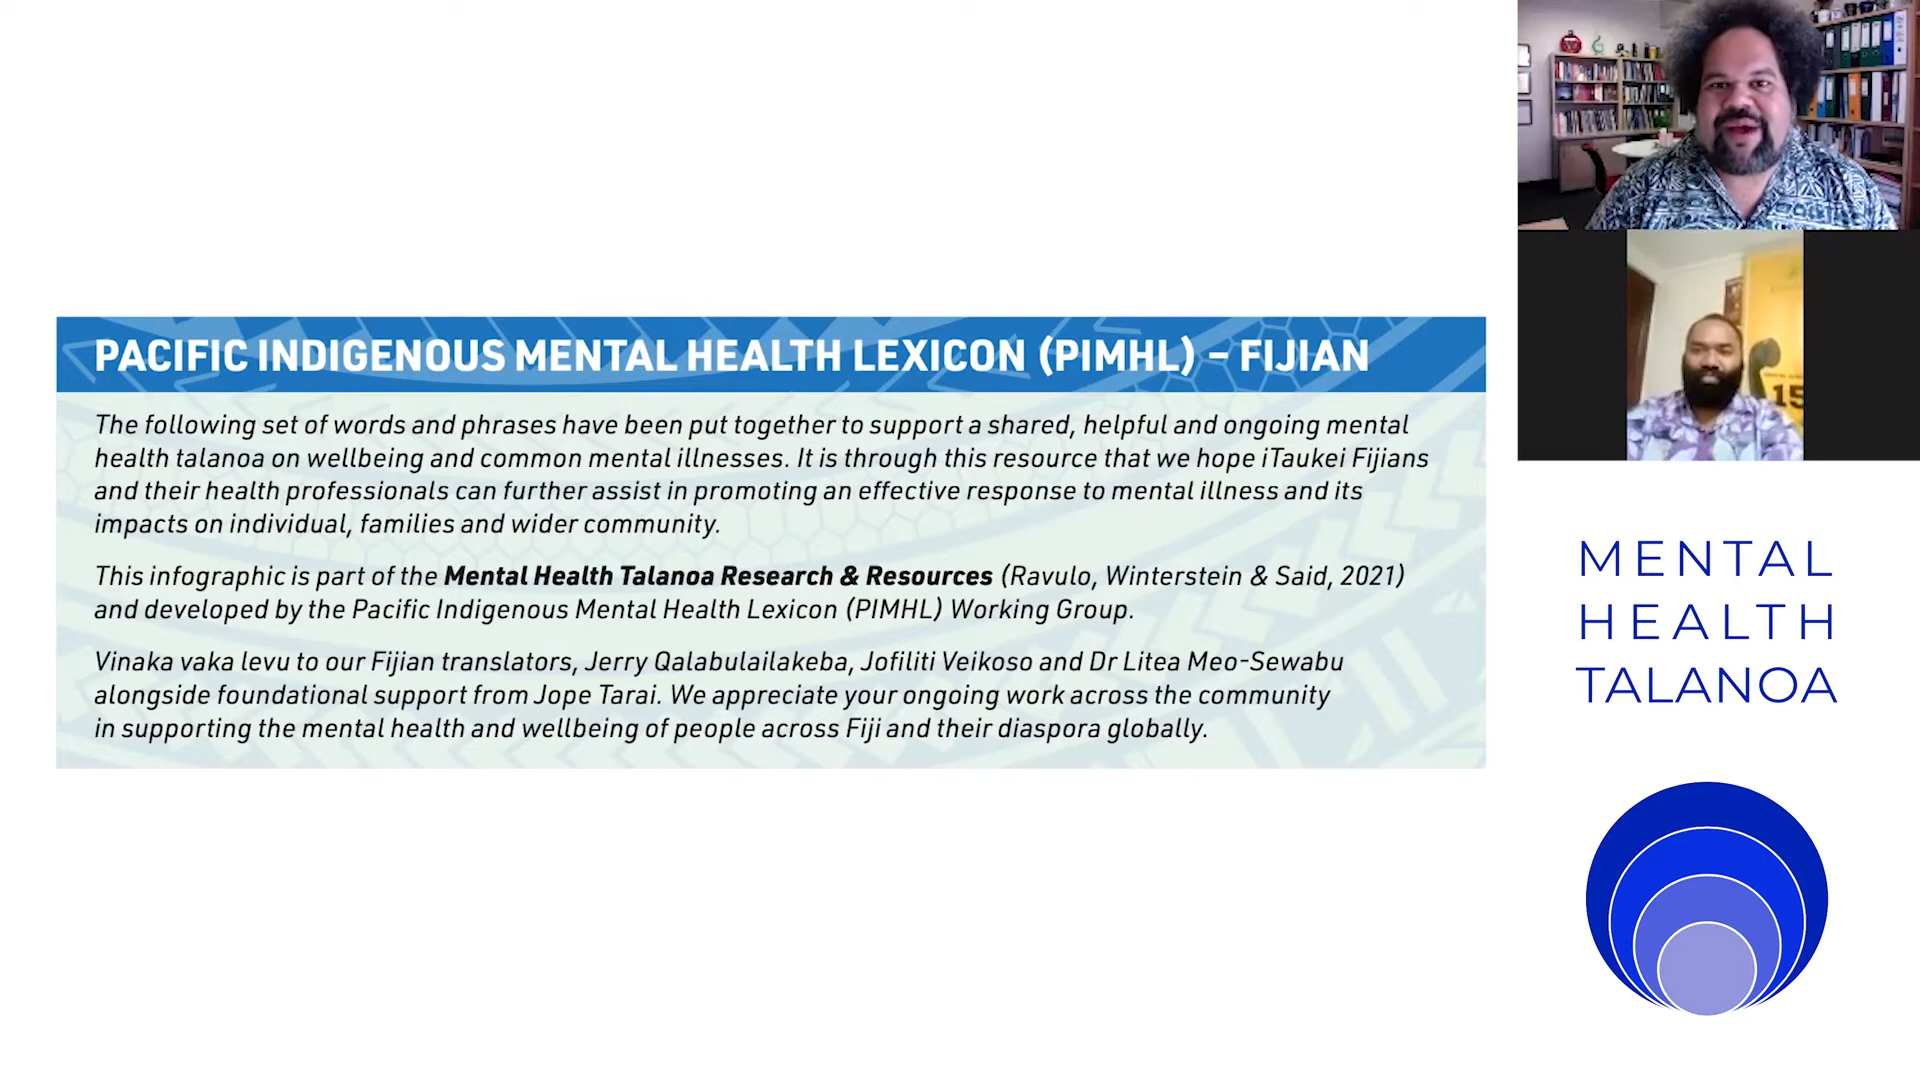 PACIFIC INDIGENOUS MENTAL HEALTH LEXICON (PIMHL) – FIJIAN
The following set of words and phrases have been put together to support a shared, helpful and ongoing mental
health talanoa on wellbeing and common mental illnesses. It is through this resource that we hope iTaukei Fijians
and their health professionals can further assist in promoting an effective response to mental illness and its
impacts on individual, families and wider community.
This infographic is part of the Mental Health Talanoa Research & Resources (Ravulo, Winterstein & Said, 2021)
and developed by the Pacific Indigenous Mental Health Lexicon (PIMHL) Working Group.
Vinaka vaka levu to our Fijian translators, Jerry Qalabulailakeba, Jofiliti Veikoso and Dr Litea Meo-Sewabu
alongside foundational support from Jope Tarai. We appreciate your ongoing work across the community
in supporting the mental health and wellbeing of people across Fiji and their diaspora globally.
15
MENTAL
HEALTH
TALANOA